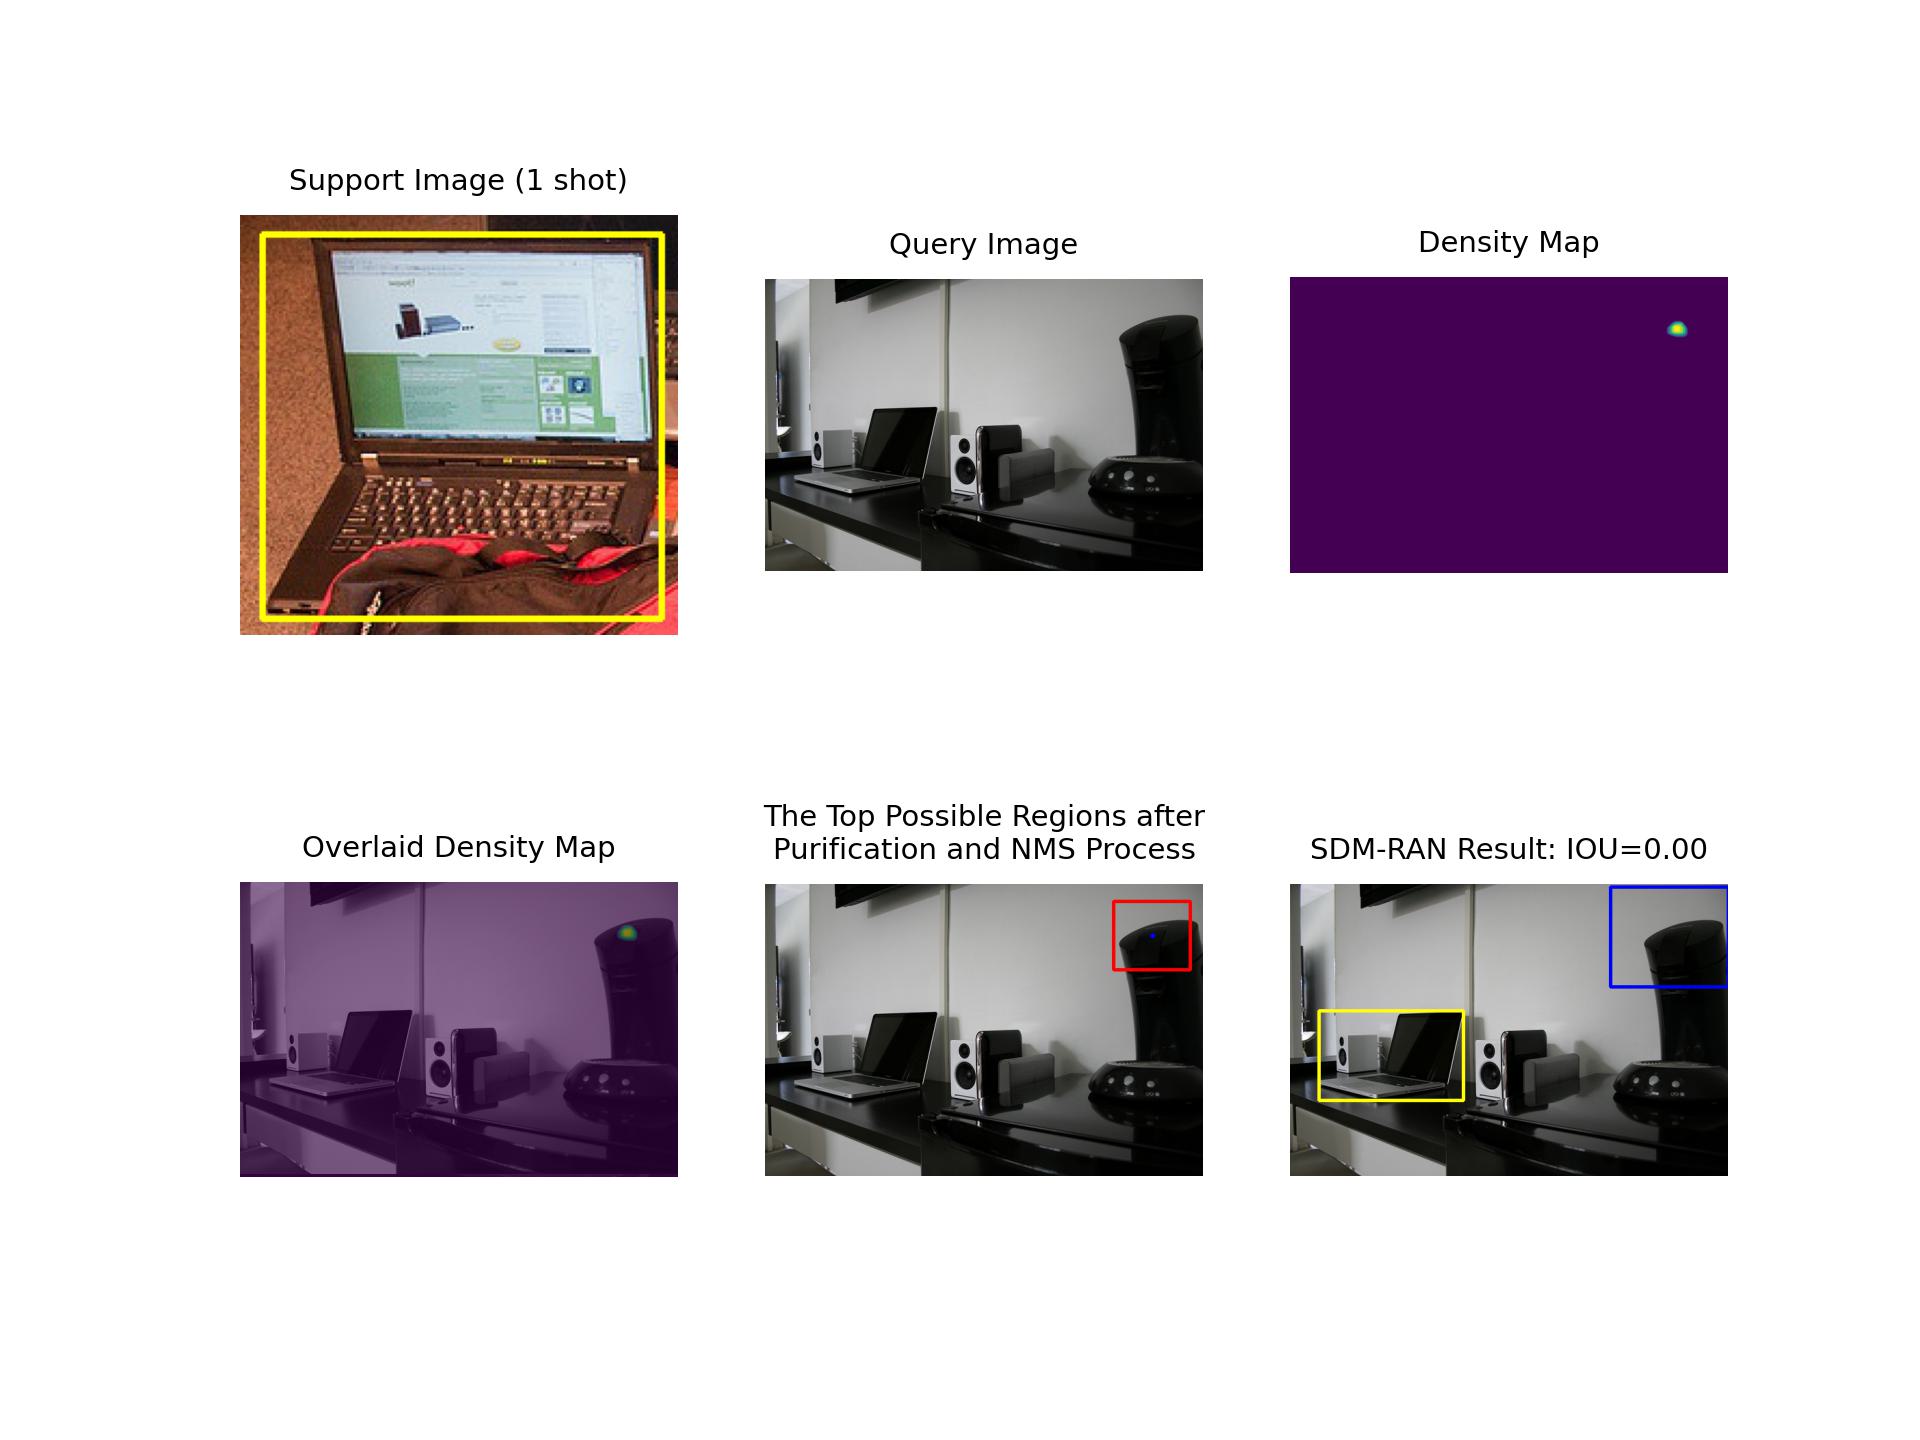 Support Image (1 shot)
Query Image
Density Map
woot!
Overlaid Density Map
The Top Possible Regions after
Purification and NMS Process
SDM-RAN Result: IOU=0.00